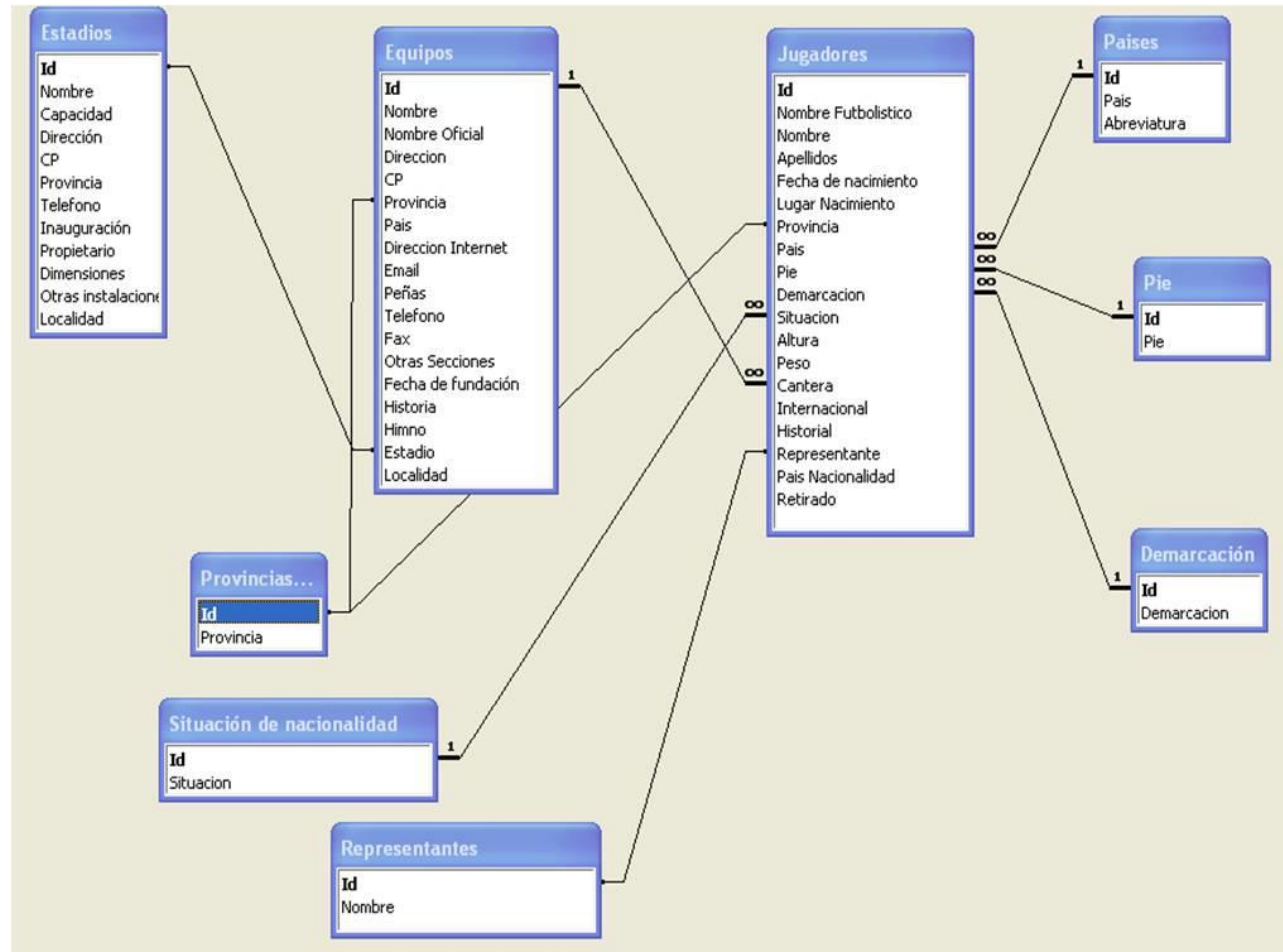 Estadios
Id
Nombre
Capacidad
Dirección
CP
Provincia
Telefono
Inauguración
Propietario
Dimensiones
Otras instalacione
Localidad
Equipos
Id
Nombre
Nombre Oficial
Direccion
CP
Provincia
Pais
Direccion Internet
Email
Peñas
Telefono
Fax
Otras Secciones
Fecha de fundación
Historia
Himno
Estadio
Localidad
1
Jugadores
Id
Nombre Futbolistico
Nombre
Apellidos
Fecha de nacimiento
Lugar Nacimiento
Provincia
Pais
Pie
Demarcacion
Situacion
Altura
Peso
Cantera
Internacional
Historial
Representante
Pais Nacionalidad
Retirado
∞
∞
∞
∞
∞
Paises
1
Id
Pais
Abreviatura
Pie
1
Id
Pie
Demarcación
1
Id
Demarcacion
Provincias...
Id
Provincia
Situación de nacionalidad
Id
Situacion
1
Representantes
Id
Nombre